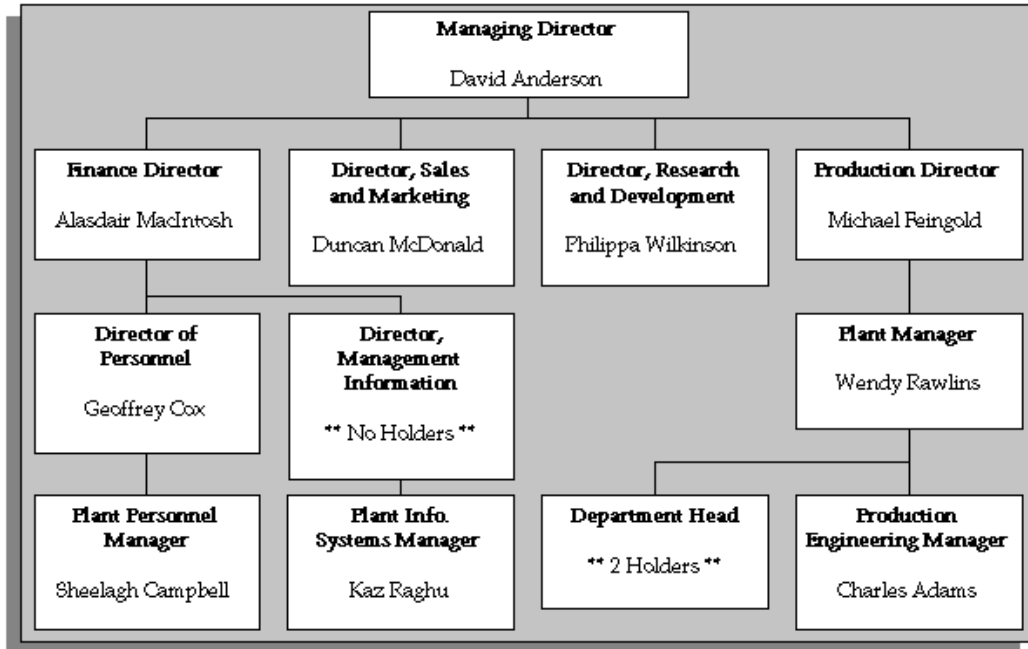 Managing Director
David Anderson
Finance Director
Alasdair MacIntosh
Director, Sales
and Marketing
Duncan McDonald
Director, Research
and Development
Philippa Wilkinson
Production Director
Michael Feingold
Director of
Personnel
Geoffrey Cox
Director,
Management
Information
** No Holders **
Plant Manager
Wendy Rawlins
Plant Personnel
Manager
Sheelagh Campbell
Plant Info.
Systems Manager
Kaz Raghu
Department Head
** 2 Holders **
Production
Engineering Manager
Charles Adams